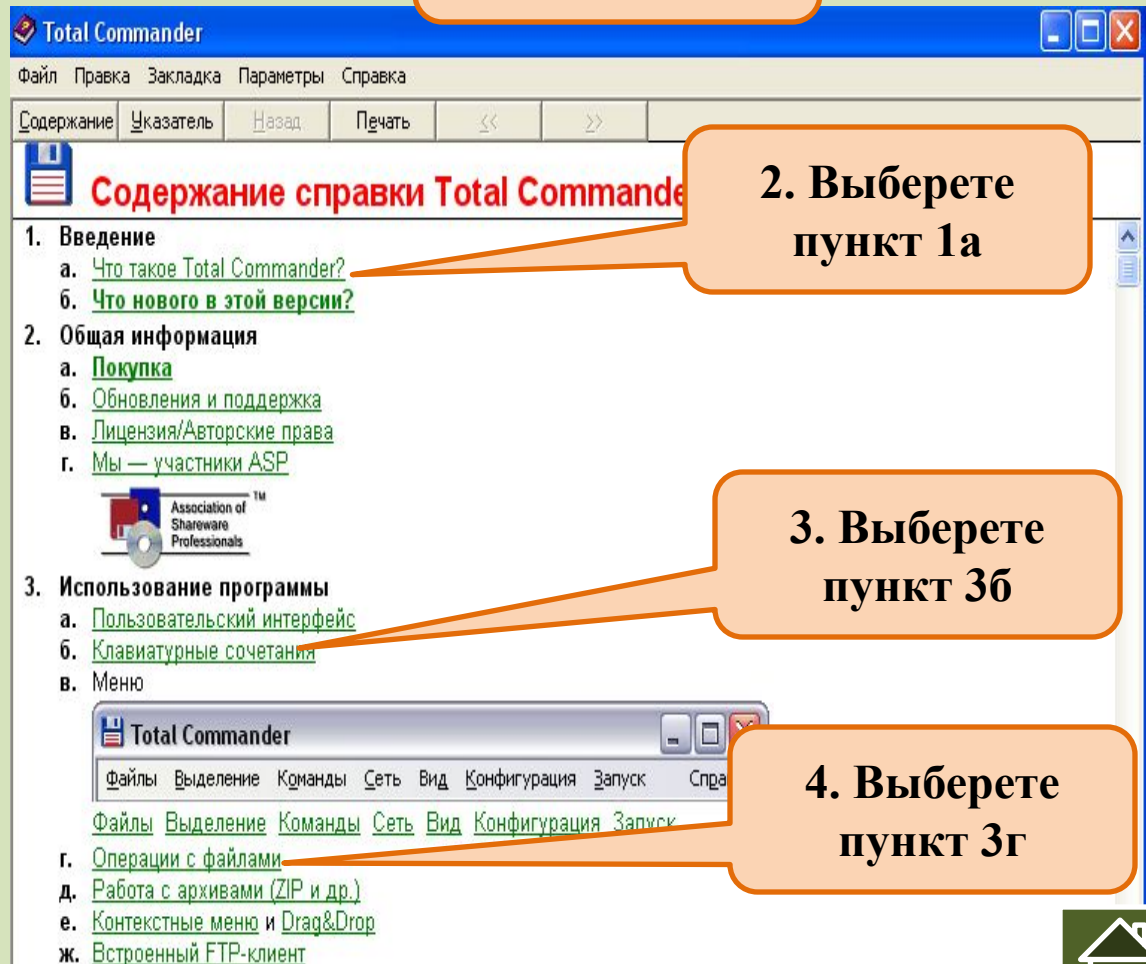 Total Commander
Файл Правка Закладка Параметры Справка
Содержание Указатель Назад Печать << >>
Содержание справки Total Commande
2. Выберете
пункт 1а
1. Введение
а. Что такое Total Commander?
б. Что нового в этой версии?
2. Общая информация
а. Покупка
б. Обновления и поддержка
в. Лицензия/Авторские права
г. Мы — участники ASP
Association of
Shareware
Professionals
TM
3. Выберете
пункт 3б
3. Использование программы
а. Пользовательский интерфейс
б. Клавиатурные сочетания
в. Меню
Total Commander
Файлы Выделение Команды Сеть Вид Конфигурация Запуск Спра
Файлы Выделение Команды Сеть Вид Конфигурация Запуск
4. Выберете
пункт 3г
г. Операции с файлами
д. Работа с архивами (ZIP и др.)
е. Контекстные меню и Drag&Drop
ж. Встроенный FTP-клиент